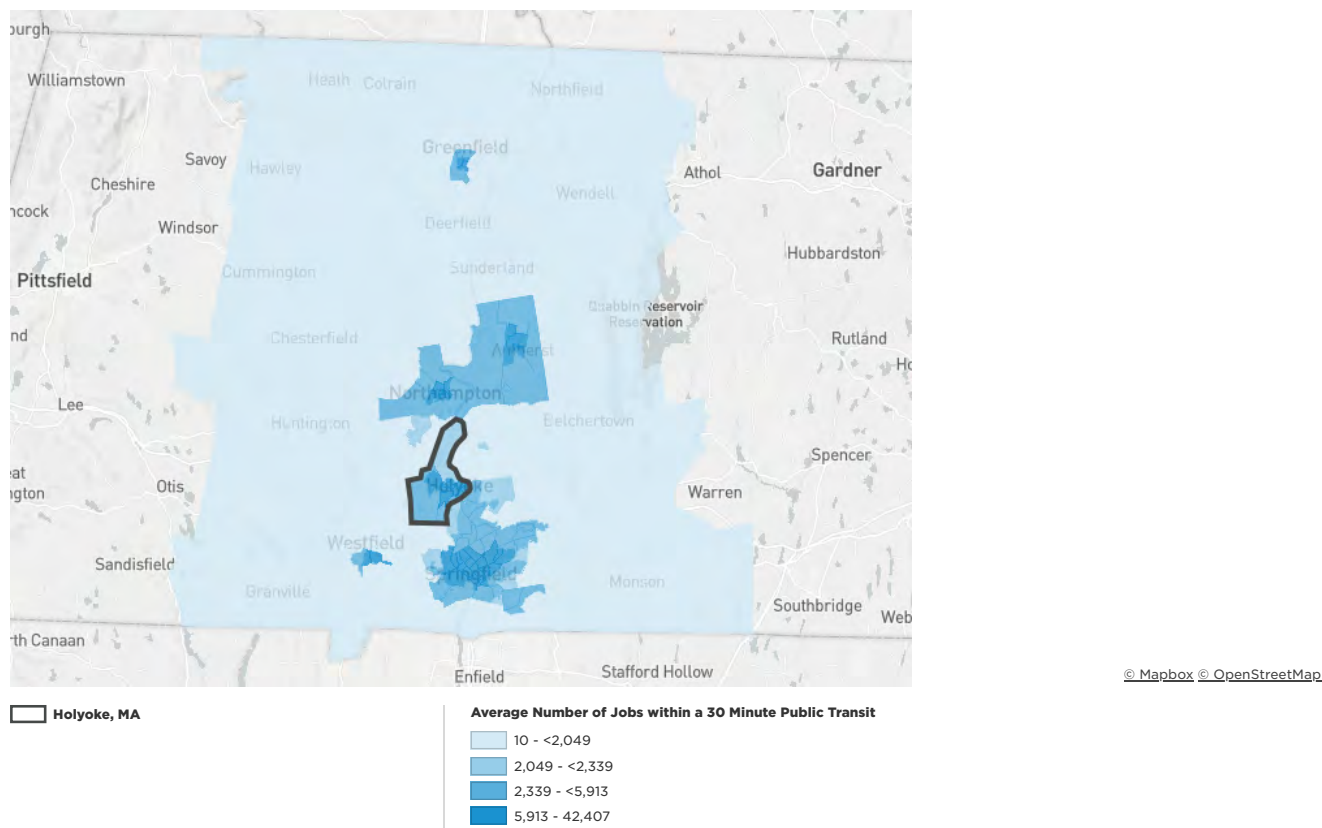 burgh
Williamstown
Heath
Colrain
Northfield
Greenfield
Savoy
Hawley
Athol
Gardner
Cheshire
Wendell
ncock
Windsor
Deerfield
Hubbardston
Pittsfield
Cummington
Sunderland
Quabbin Reservoir
Reservation
nd
Chesterfield
Amherst
Rutland
Ho
Northampton
Lee
Huntington
Belchertown
Spencer
eat
ngton
Otis
Holyoke
Warren
Westfield
Sandisfield
Springfield
Monson
Granville
Southbridge
Web
rth Canaan
Enfield
Stafford Hollow
© Mapbox © OpenStreetMap
Holyoke, MA
Average Number of Jobs within a 30 Minute Public Transit
10 - <2,049
2,049 - <2,339
2,339 - <5,913
5,913 - 42,407